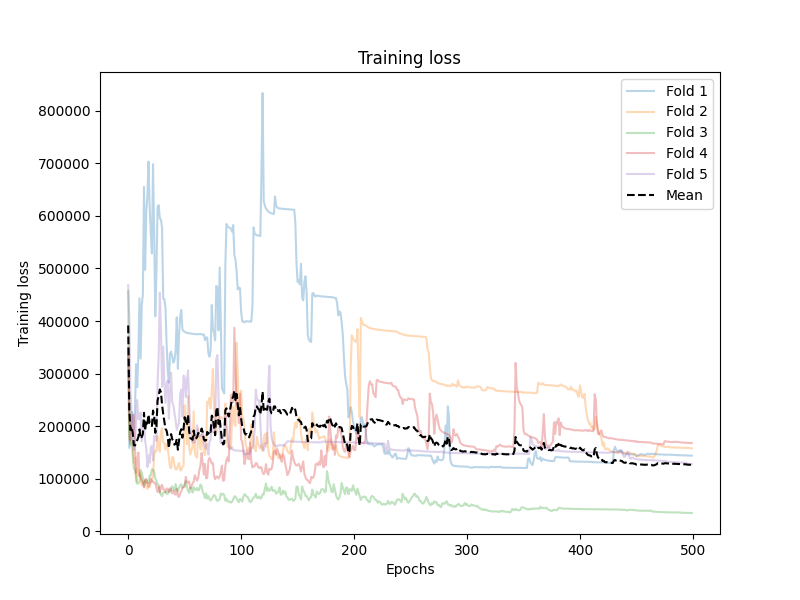 Training loss
Training loss
800000
700000
600000
500000
400000
300000
200000
100000
0
0 100 200 300 400 500
Epochs
Fold 1
Fold 2
Fold 3
Fold 4
Fold 5
Mean